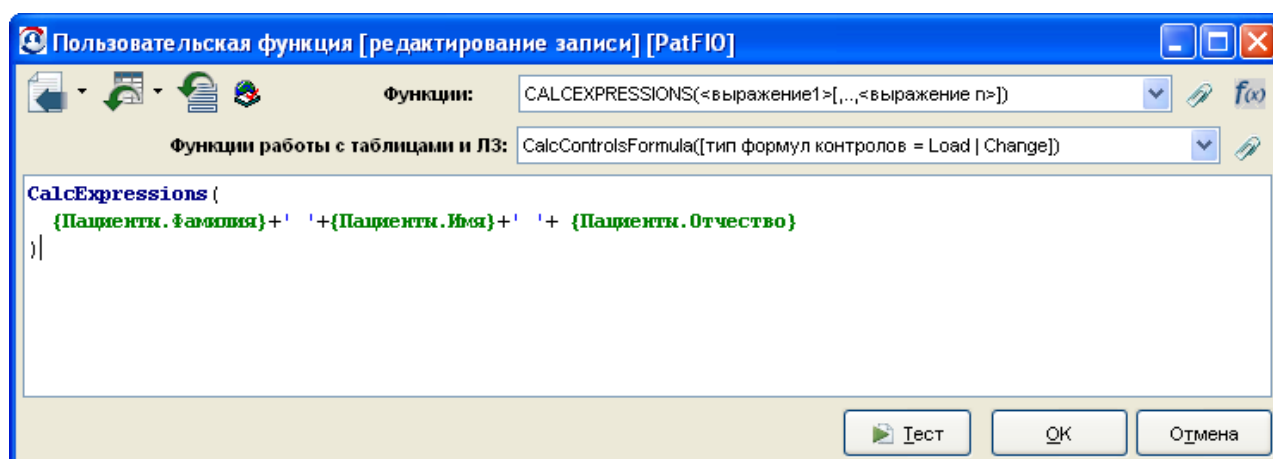 Пользовательская функция [редактирование записи] [PatFIO]
Функции: CALCEXPRESSIONS(<выражение1>[,..,<выражение n>]) f(x)
Функции работы с таблицами и ЛЗ: CalcControlsFormula([тип формул контролов = Load | Change])
CalcExpressions(
{Пациенты.Фамилия}+' '+{Пациенты.Имя}+' '+ {Пациенты.Отчество}
)
Тест ОК Отмена